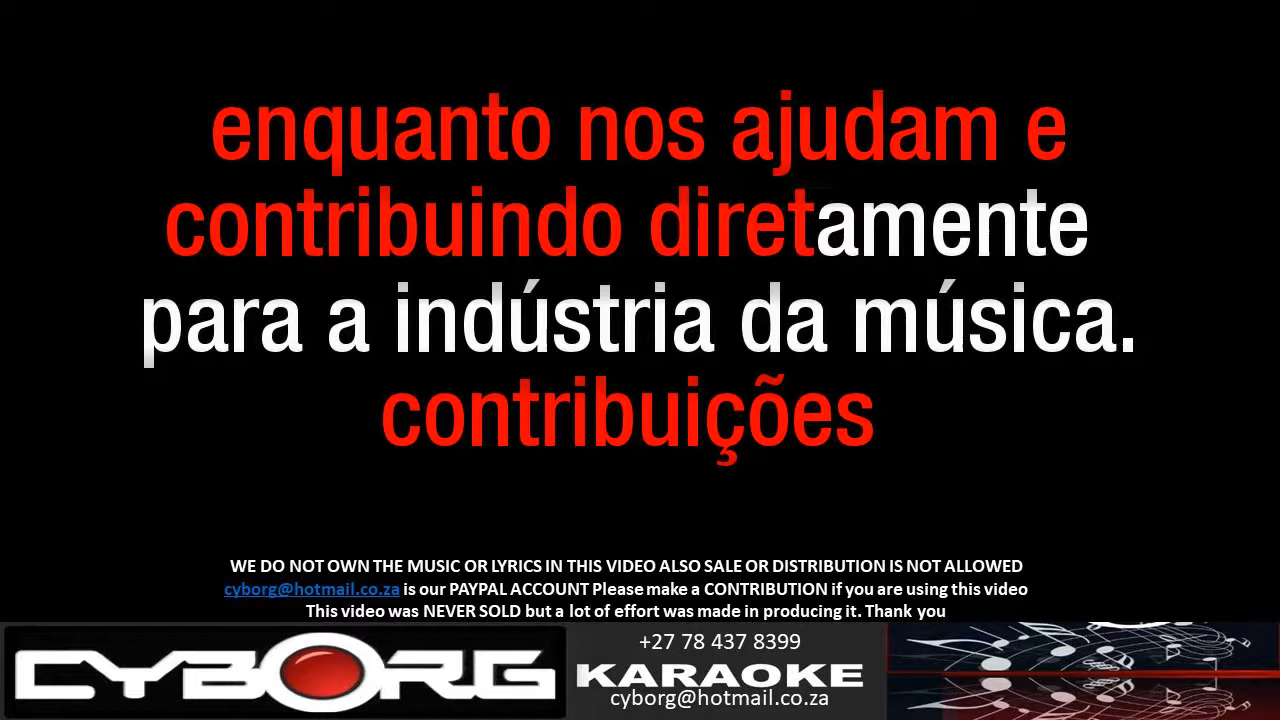 enquanto nos ajudam e
contribuindo diretamente
para a indústria da música.
contribuições
WE DO NOT OWN THE MUSIC OR LYRICS IN THIS VIDEO ALSO SALE OR DISTRIBUTION IS NOT ALLOWED
cyborg@hotmail.co.za is our PAYPAL ACCOUNT Please make a CONTRIBUTION if you are using this video
This video was NEVER SOLD but a lot of effort was made in producing it. Thank you
CYBORG
+27 78 437 8399
KARAOKE
cyborg@hotmail.co.za